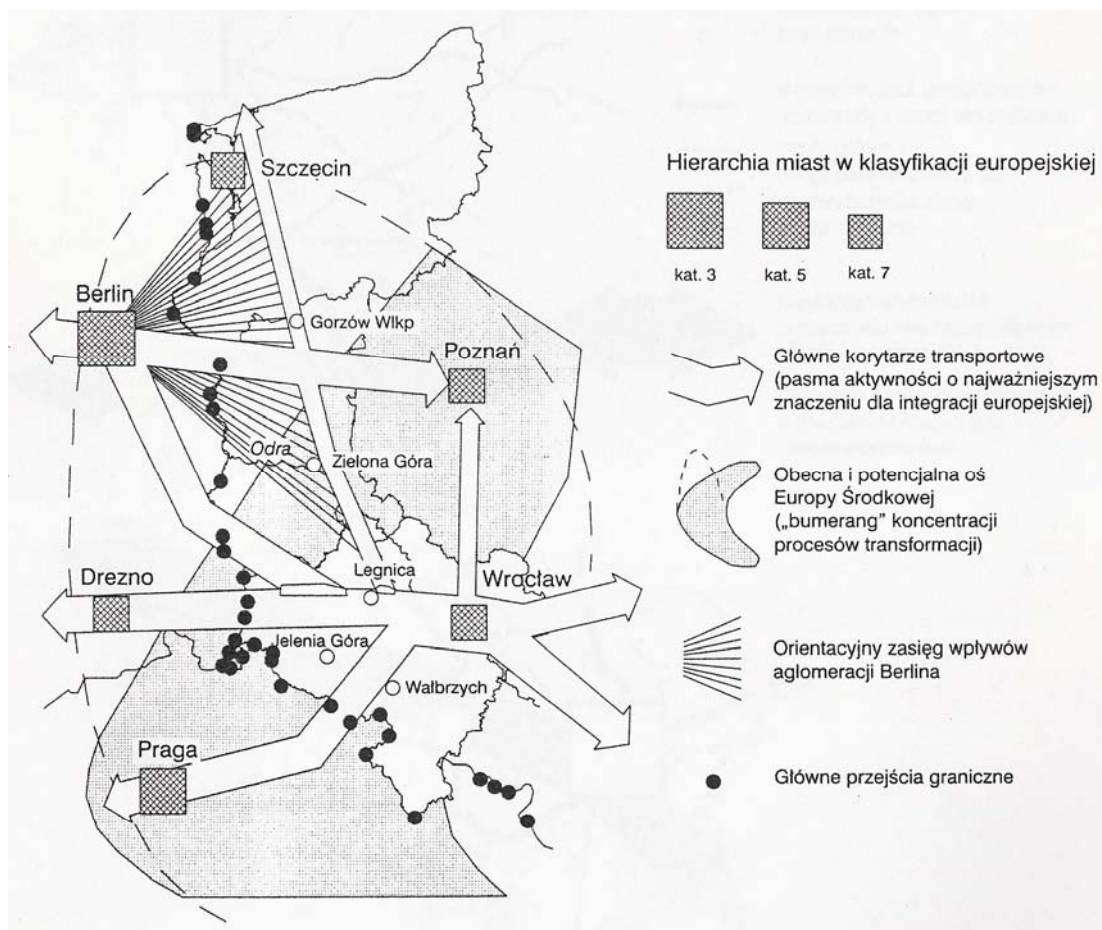 Szczęcin
Berlin
Gorzów Wlkp
Poznań
Odra
Zielona Góra
Legnica
Drezno
Wrocław
Jelenia Góra
Wałbrzych
Praga
Hierarchia miast w klasyfikacji europejskiej
kat. 3
kat. 5
kat. 7
Główne korytarze transportowe
(pasma aktywności o najważniejszym
znaczeniu dla integracji europejskiej)
Obecna i potencjalna oś
Europy Środkowej
(„bumerang” koncentracji
procesów transformacji)
Orientacyjny zasięg wpływów
aglomeracji Berlina
Główne przejścia graniczne